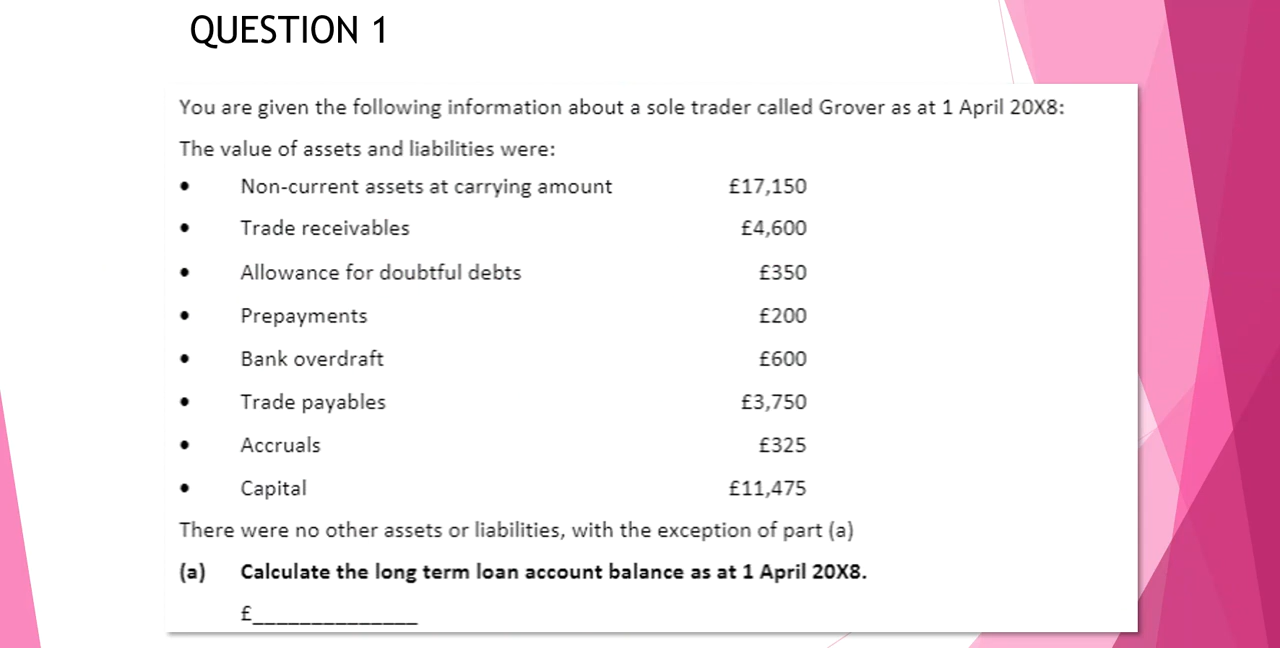 QUESTION 1
You are given the following information about a sole trader called Grover as at 1 April 20X8:
The value of assets and liabilities were:
• Non-current assets at carrying amount £17,150
• Trade receivables £4,600
• Allowance for doubtful debts £350
• Prepayments £200
• Bank overdraft £600
• Trade payables £3,750
• Accruals £325
• Capital £11,475
There were no other assets or liabilities, with the exception of part (a)
(a) Calculate the long term loan account balance as at 1 April 20X8.
£______________